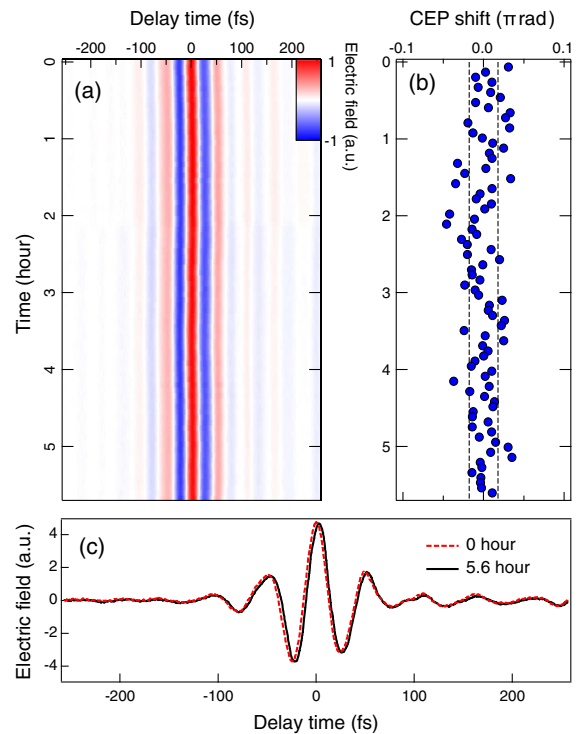 Delay time (fs)
CEP shift (π rad)
-200 -100 0 100 200
-0.1 0.0 0.1
(a)
Electric field (a.u.)
1
-1
(b)
Time (hour)
0
1
2
3
4
5
0
1
2
3
4
5
(c)
0 hour
5.6 hour
Electric field (a.u.)
4
2
0
-2
-4
-200 -100 0 100 200
Delay time (fs)